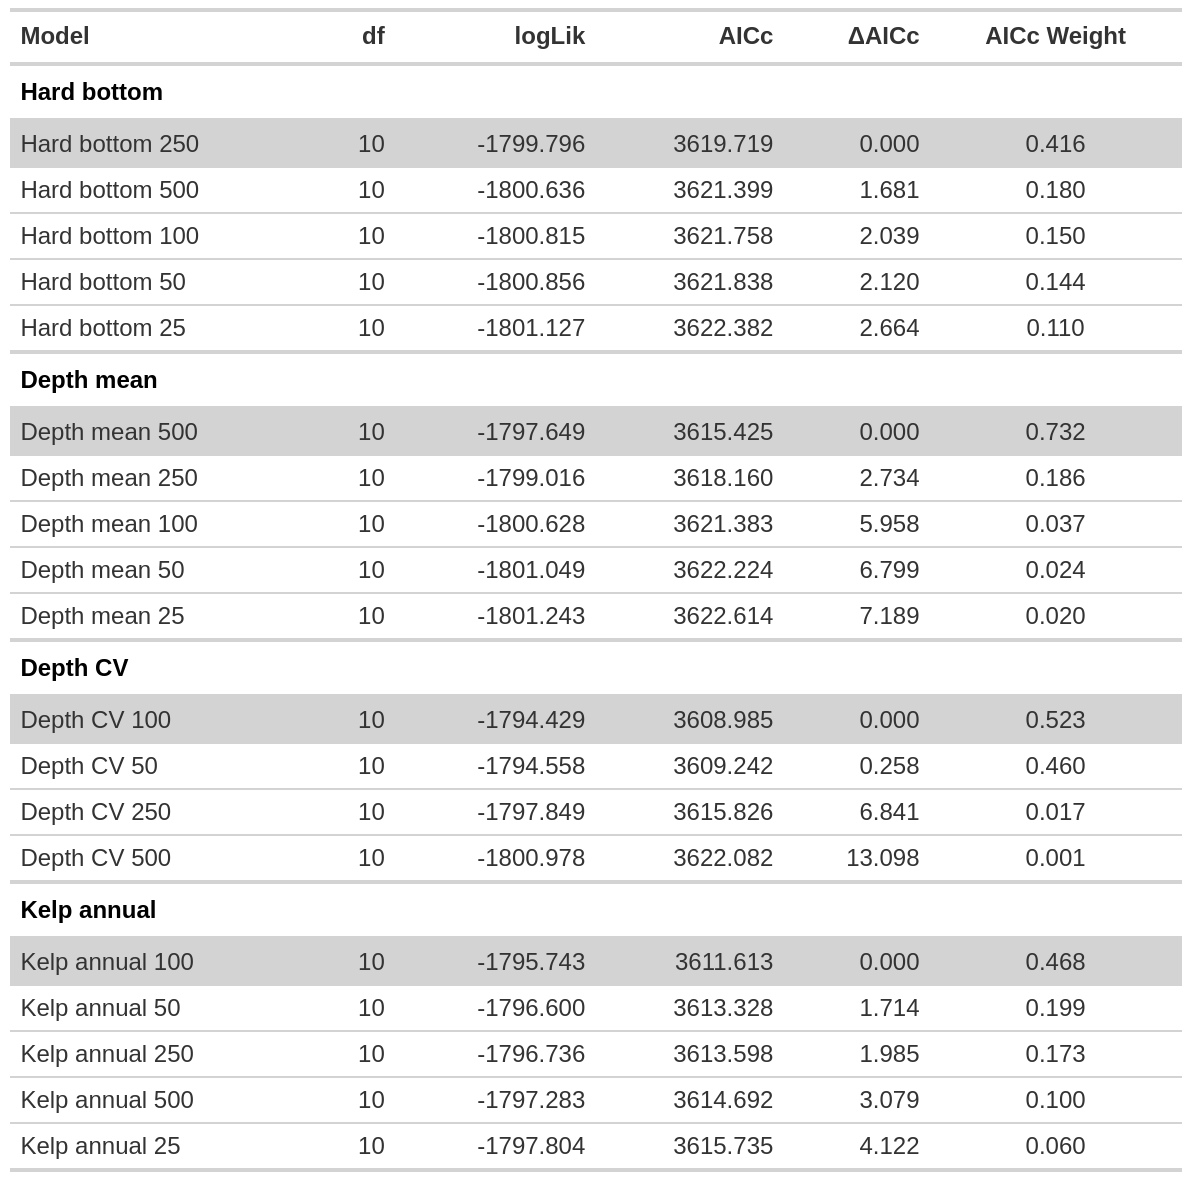 Model df logLik AICc ΔAICc AICc Weight
Hard bottom
Hard bottom 250 10 -1799.796 3619.719 0.000 0.416
Hard bottom 500 10 -1800.636 3621.399 1.681 0.180
Hard bottom 100 10 -1800.815 3621.758 2.039 0.150
Hard bottom 50 10 -1800.856 3621.838 2.120 0.144
Hard bottom 25 10 -1801.127 3622.382 2.664 0.110
Depth mean
Depth mean 500 10 -1797.649 3615.425 0.000 0.732
Depth mean 250 10 -1799.016 3618.160 2.734 0.186
Depth mean 100 10 -1800.628 3621.383 5.958 0.037
Depth mean 50 10 -1801.049 3622.224 6.799 0.024
Depth mean 25 10 -1801.243 3622.614 7.189 0.020
Depth CV
Depth CV 100 10 -1794.429 3608.985 0.000 0.523
Depth CV 50 10 -1794.558 3609.242 0.258 0.460
Depth CV 250 10 -1797.849 3615.826 6.841 0.017
Depth CV 500 10 -1800.978 3622.082 13.098 0.001
Kelp annual
Kelp annual 100 10 -1795.743 3611.613 0.000 0.468
Kelp annual 50 10 -1796.600 3613.328 1.714 0.199
Kelp annual 250 10 -1796.736 3613.598 1.985 0.173
Kelp annual 500 10 -1797.283 3614.692 3.079 0.100
Kelp annual 25 10 -1797.804 3615.735 4.122 0.060